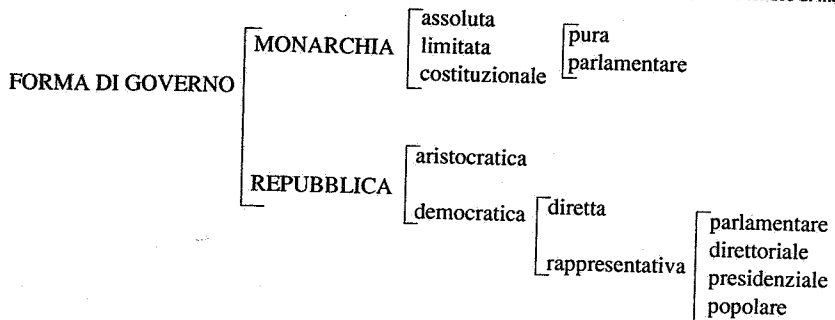 FORMA DI GOVERNO
MONARCHIA
assoluta
limitata
costituzionale
pura
parlamentare
REPUBBLICA
aristocratica
democratica
diretta
rappresentativa
parlamentare
direttoriale
presidenziale
popolare